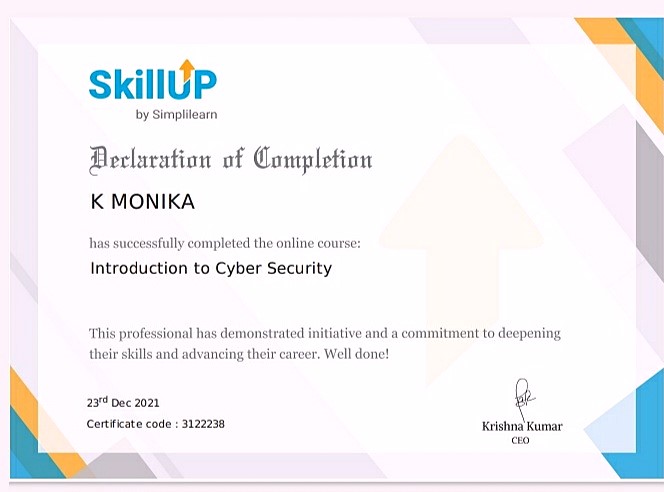 SkillUP
by Simplilearn
Declaration of Completion
K MONIKA
has successfully completed the online course:
Introduction to Cyber Security
This professional has demonstrated initiative and a commitment to deepening
their skills and advancing their career. Well done!
23rd Dec 2021
Certificate code : 3122238
Krishna Kumar
CEO